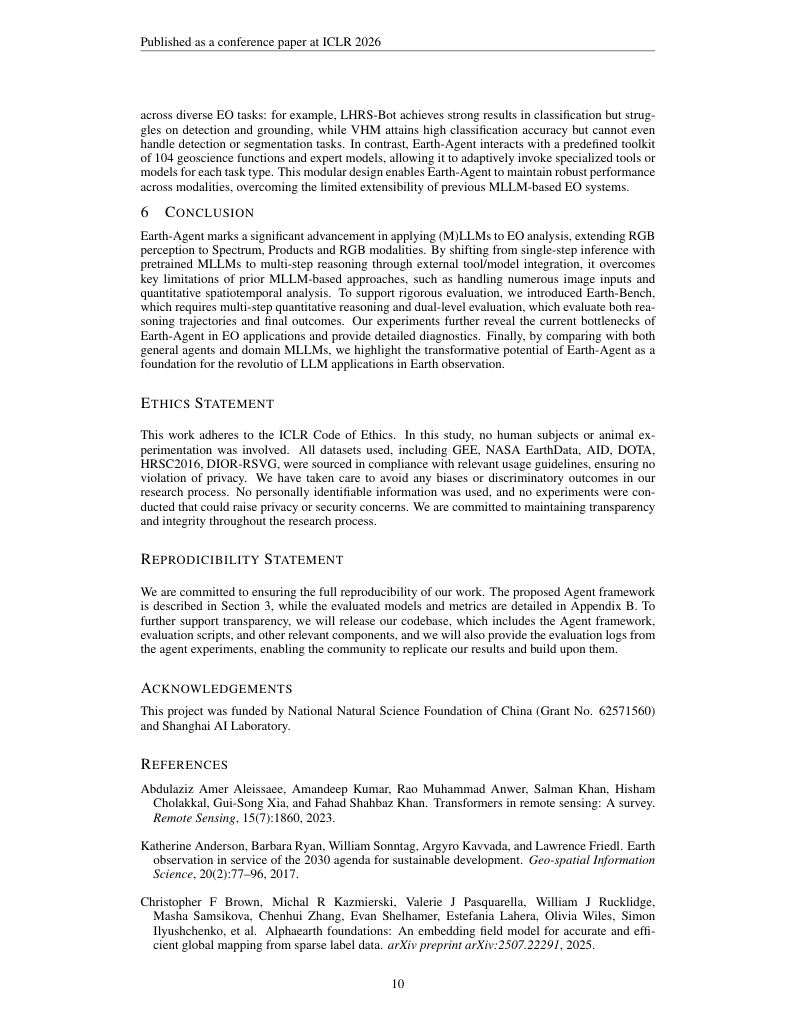 Published as a conference paper at ICLR 2026
across diverse EO tasks: for example, LHRS-Bot achieves strong results in classification but strug-
gles on detection and grounding, while VHM attains high classification accuracy but cannot even
handle detection or segmentation tasks. In contrast, Earth-Agent interacts with a predefined toolkit
of 104 geoscience functions and expert models, allowing it to adaptively invoke specialized tools or
models for each task type. This modular design enables Earth-Agent to maintain robust performance
across modalities, overcoming the limited extensibility of previous MLLM-based EO systems.
6 CONCLUSION
Earth-Agent marks a significant advancement in applying (M)LLMs to EO analysis, extending RGB
perception to Spectrum, Products and RGB modalities. By shifting from single-step inference with
pretrained MLLMs to multi-step reasoning through external tool/model integration, it overcomes
key limitations of prior MLLM-based approaches, such as handling numerous image inputs and
quantitative spatiotemporal analysis. To support rigorous evaluation, we introduced Earth-Bench,
which requires multi-step quantitative reasoning and dual-level evaluation, which evaluate both rea-
soning trajectories and final outcomes. Our experiments further reveal the current bottlenecks of
Earth-Agent in EO applications and provide detailed diagnostics. Finally, by comparing with both
general agents and domain MLLMs, we highlight the transformative potential of Earth-Agent as a
foundation for the revolutio of LLM applications in Earth observation.
ETHICS STATEMENT
This work adheres to the ICLR Code of Ethics. In this study, no human subjects or animal ex-
perimentation was involved. All datasets used, including GEE, NASA EarthData, AID, DOTA,
HRSC2016, DIOR-RSVG, were sourced in compliance with relevant usage guidelines, ensuring no
violation of privacy. We have taken care to avoid any biases or discriminatory outcomes in our
research process. No personally identifiable information was used, and no experiments were con-
ducted that could raise privacy or security concerns. We are committed to maintaining transparency
and integrity throughout the research process.
REPRODICIBILITY STATEMENT
We are committed to ensuring the full reproducibility of our work. The proposed Agent framework
is described in Section 3, while the evaluated models and metrics are detailed in Appendix B. To
further support transparency, we will release our codebase, which includes the Agent framework,
evaluation scripts, and other relevant components, and we will also provide the evaluation logs from
the agent experiments, enabling the community to replicate our results and build upon them.
ACKNOWLEDGEMENTS
This project was funded by National Natural Science Foundation of China (Grant No. 62571560)
and Shanghai AI Laboratory.
REFERENCES
Abdulaziz Amer Aleissaee, Amandeep Kumar, Rao Muhammad Anwer, Salman Khan, Hisham
Cholakkal, Gui-Song Xia, and Fahad Shahbaz Khan. Transformers in remote sensing: A survey.
Remote Sensing, 15(7):1860, 2023.
Katherine Anderson, Barbara Ryan, William Sonntag, Argyro Kavvada, and Lawrence Friedl. Earth
observation in service of the 2030 agenda for sustainable development. Geo-spatial Information
Science, 20(2):77–96, 2017.
Christopher F Brown, Michal R Kazmierski, Valerie J Pasquarella, William J Rucklidge,
Masha Samsikova, Chenhui Zhang, Evan Shelhamer, Estefania Lahera, Olivia Wiles, Simon
Ilyushchenko, et al. Alphaearth foundations: An embedding field model for accurate and effi-
cient global mapping from sparse label data. arXiv preprint arXiv:2507.22291, 2025.
10